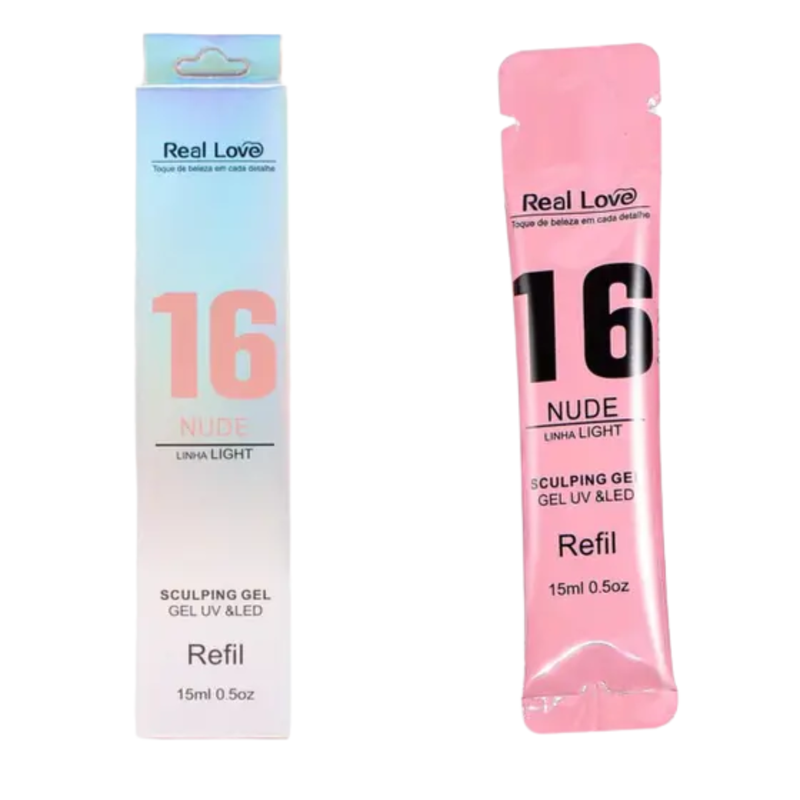 Real Love
Toque de beleza em cada detalhe
16
NUDE
LINHA LIGHT
SCULPING GEL
GEL UV &LED
Refil
15ml 0.5oz
Real Love
Toque de beleza em cada detalhe
16
NUDE
LINHA LIGHT
SCULPING GEL
GEL UV &LED
Refil
15ml 0.5oz